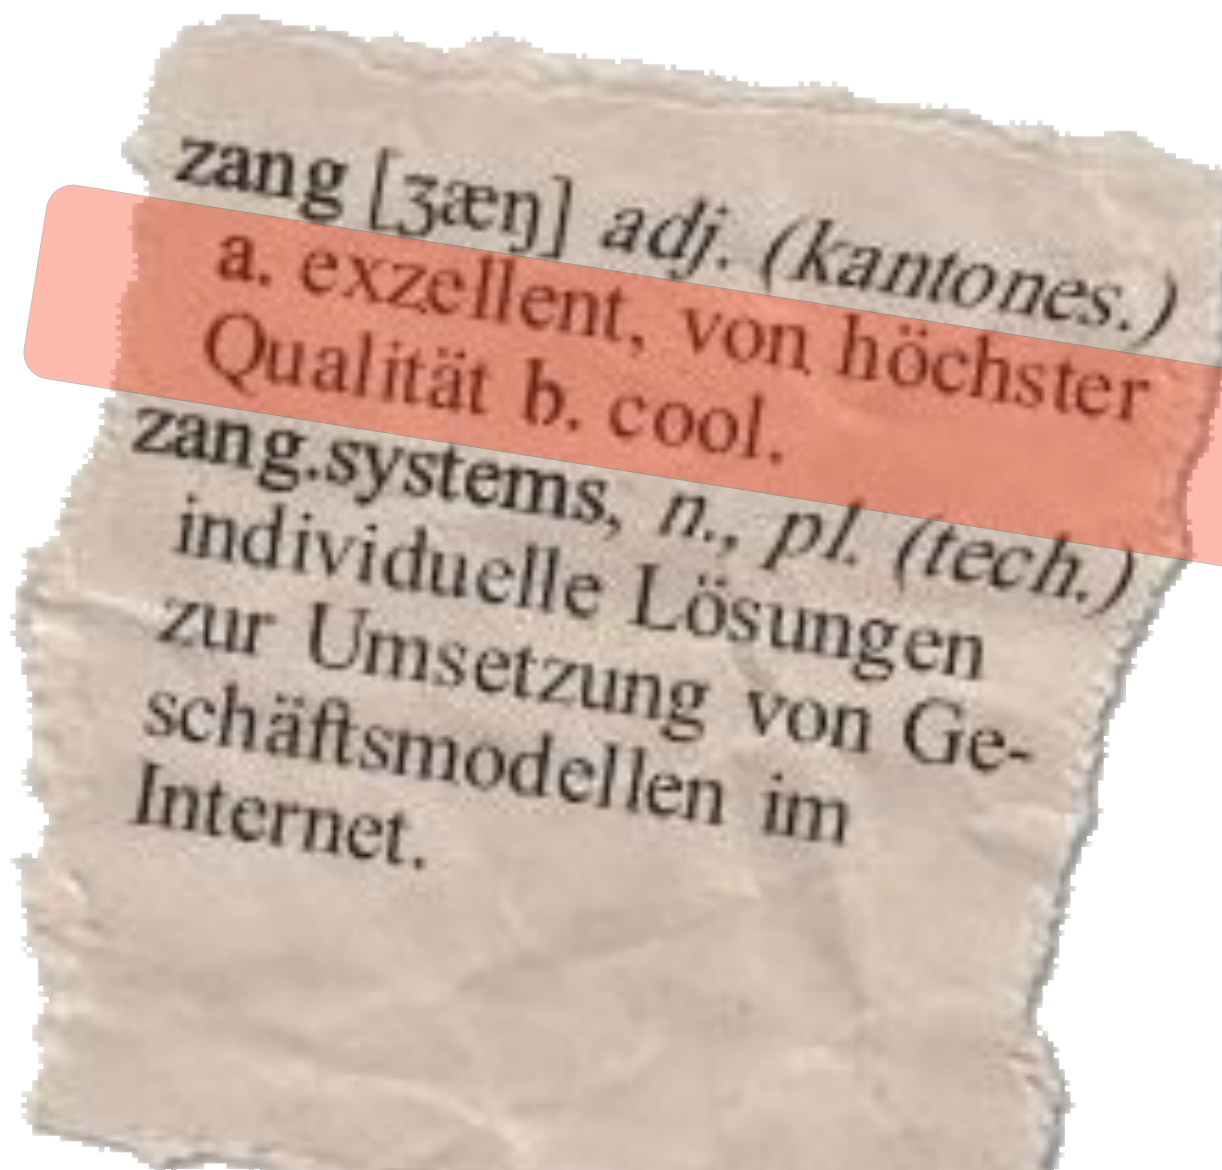 zang [ʒæŋ] adj. (kantones.)
a. exzellent, von höchster
Qualität b. cool.
zang.systems, n., pl. (tech.)
individuelle Lösungen
zur Umsetzung von Ge-
schäftsmodellen im
Internet.